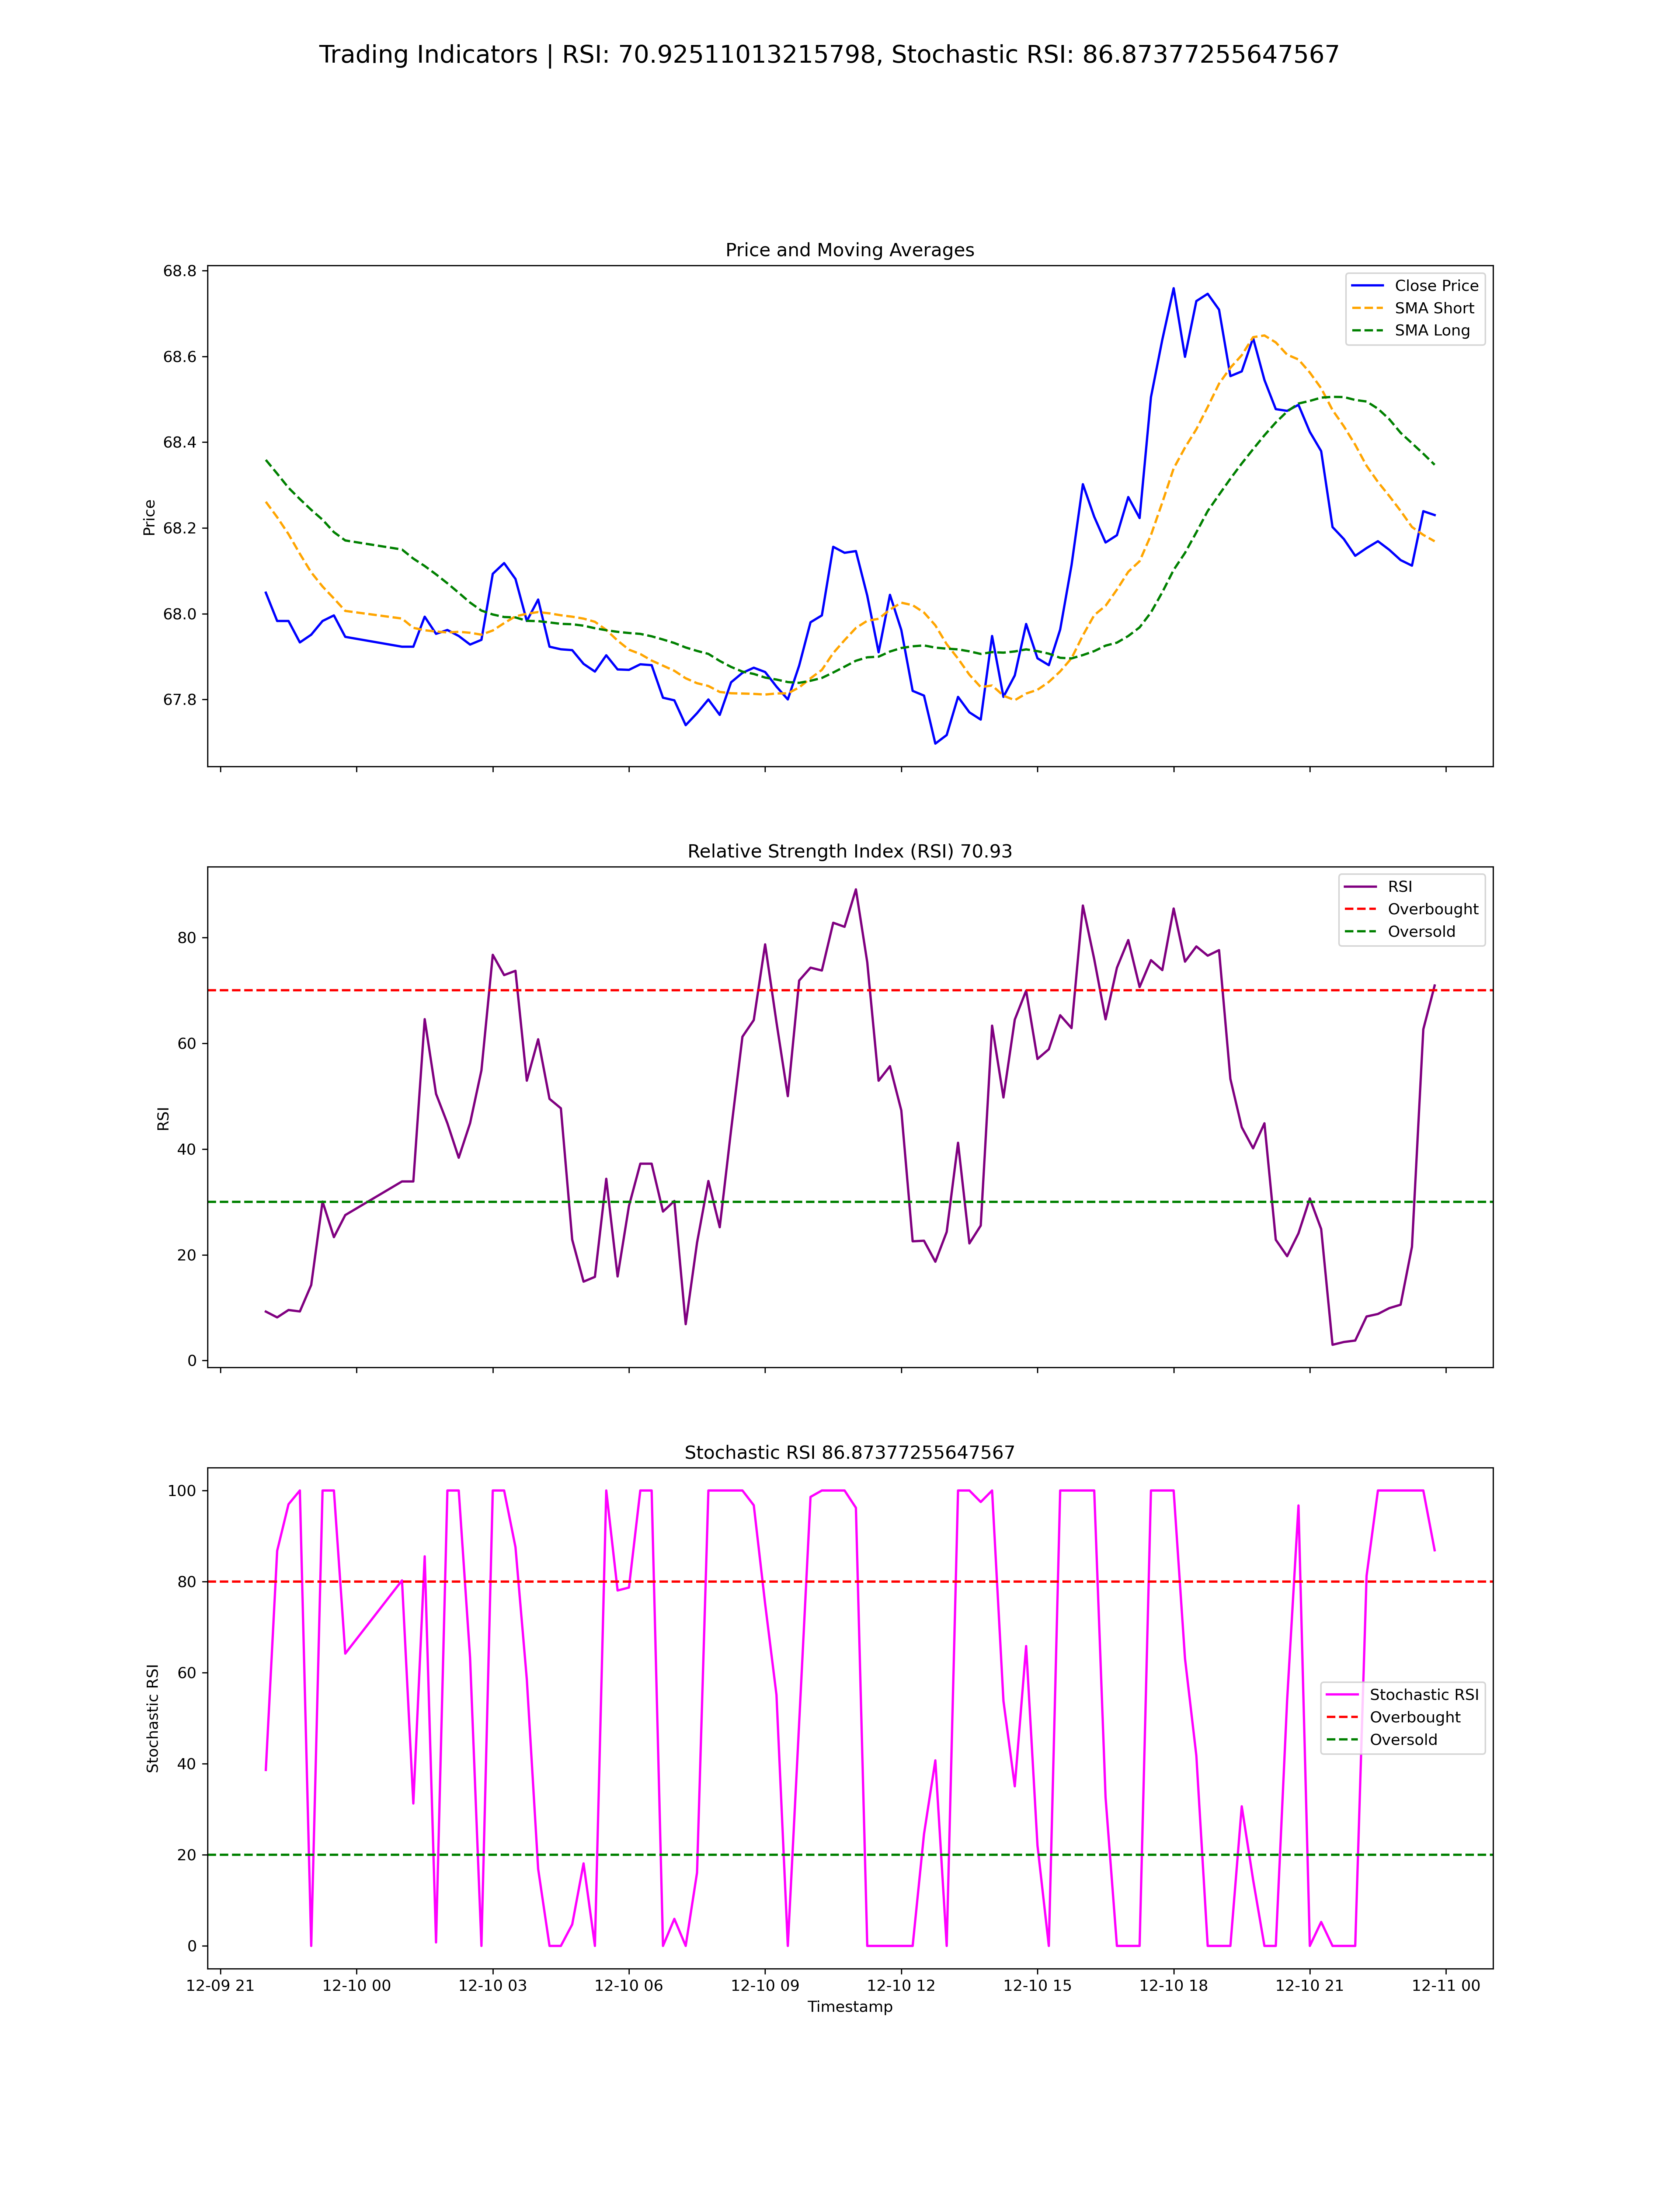 Trading Indicators | RSI: 70.92511013215798, Stochastic RSI: 86.87377255647567
Price and Moving Averages
Price
68.8
68.6
68.4
68.2
68.0
67.8
Close Price
SMA Short
SMA Long
Relative Strength Index (RSI) 70.93
RSI
80
60
40
20
0
RSI
Overbought
Oversold
Stochastic RSI 86.87377255647567
Stochastic RSI
100
80
60
40
20
0
Stochastic RSI
Overbought
Oversold
12-09 21 12-10 00 12-10 03 12-10 06 12-10 09 12-10 12 12-10 15 12-10 18 12-10 21 12-11 00
Timestamp